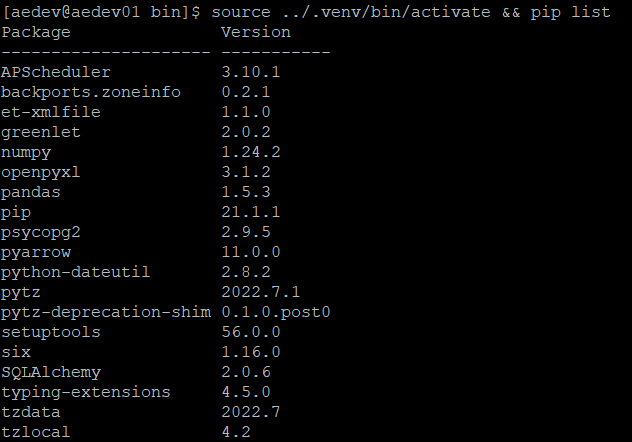 [aedev@aedev01 bin]$ source ../.venv/bin/activate && pip list
Package              Version
-------------------- -----------
APScheduler          3.10.1
backports.zoneinfo   0.2.1
et-xmlfile           1.1.0
greenlet             2.0.2
numpy                1.24.2
openpyxl             3.1.2
pandas               1.5.3
pip                  21.1.1
psycopg2             2.9.5
pyarrow              11.0.0
python-dateutil      2.8.2
pytz                 2022.7.1
pytz-deprecation-shim 0.1.0.post0
setuptools           56.0.0
six                  1.16.0
SQLAlchemy           2.0.6
typing-extensions    4.5.0
tzdata               2022.7
tzlocal              4.2